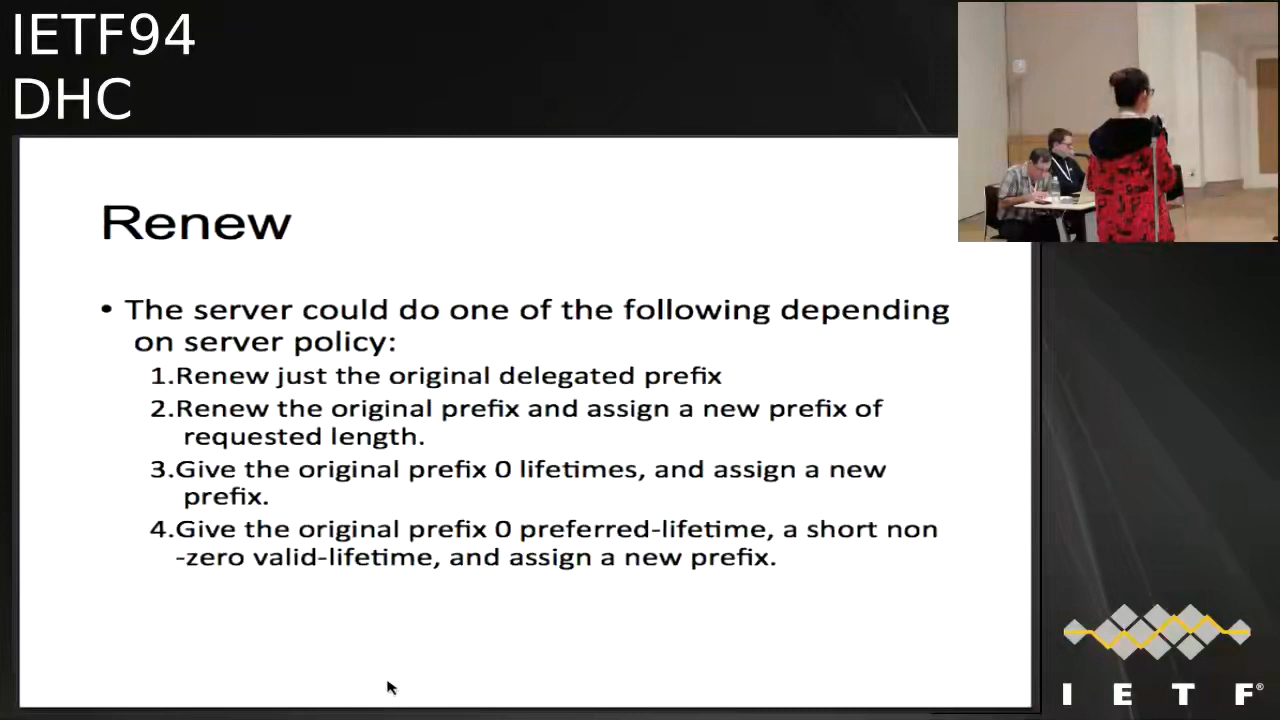 IETF94
DHC
Renew
• The server could do one of the following depending
on server policy:
1.Renew just the original delegated prefix
2.Renew the original prefix and assign a new prefix of
requested length.
3.Give the original prefix 0 lifetimes, and assign a new
prefix.
4.Give the original prefix 0 preferred-lifetime, a short non
-zero valid-lifetime, and assign a new prefix.
I E T F®